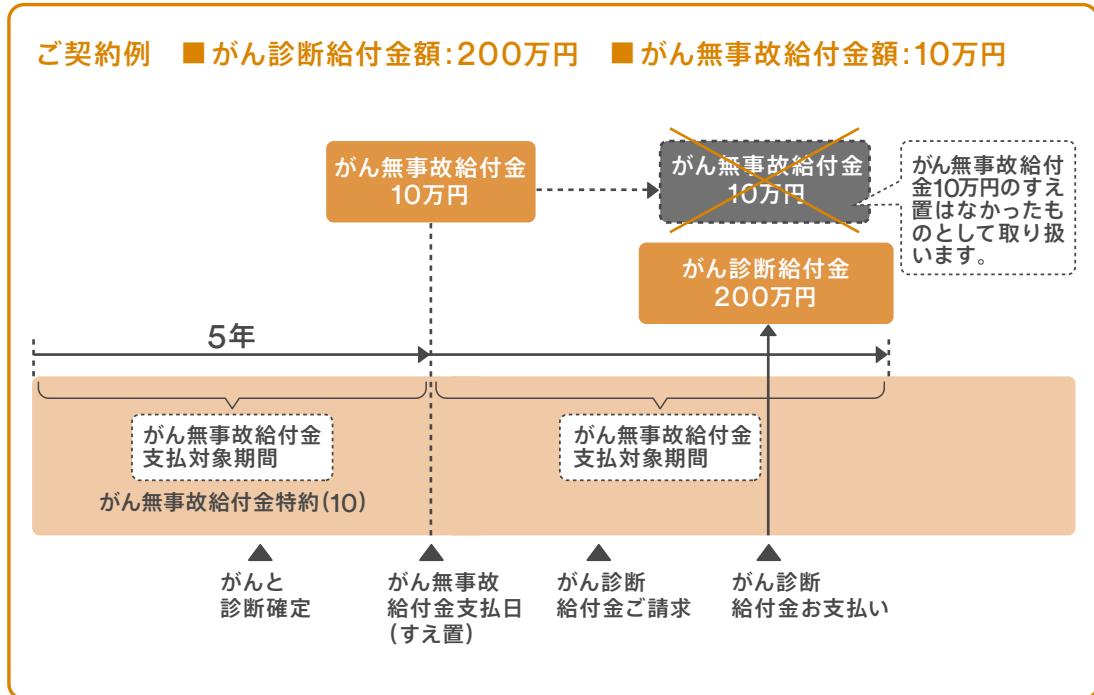 ご契約例 ■がん診断給付金額:200万円 ■がん無事故給付金額:10万円
がん無事故給付金
10万円
がん無事故給付金
10万円
がん無事故給付
金10万円のすえ
置はなかったも
のとして取り扱
います。
がん診断給付金
200万円
5年
がん無事故給付金
支払対象期間
がん無事故給付金
支払対象期間
がん無事故給付金特約(10)
がんと
診断確定
がん無事故
給付金支払日
(すえ置)
がん診断
給付金ご請求
がん診断
給付金お支払い